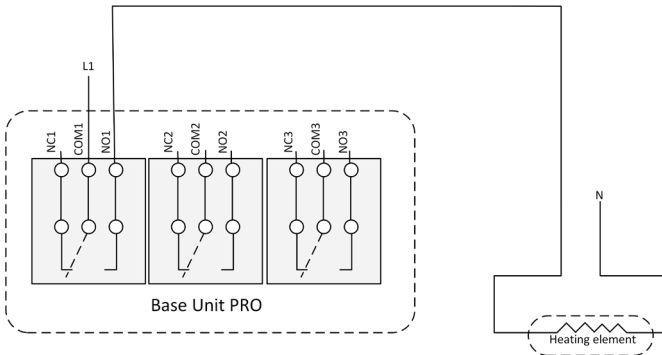 L1
NC1
COM1
NO1
NC2
COM2
NO2
NC3
COM3
NO3
N
Base Unit PRO
Heating element